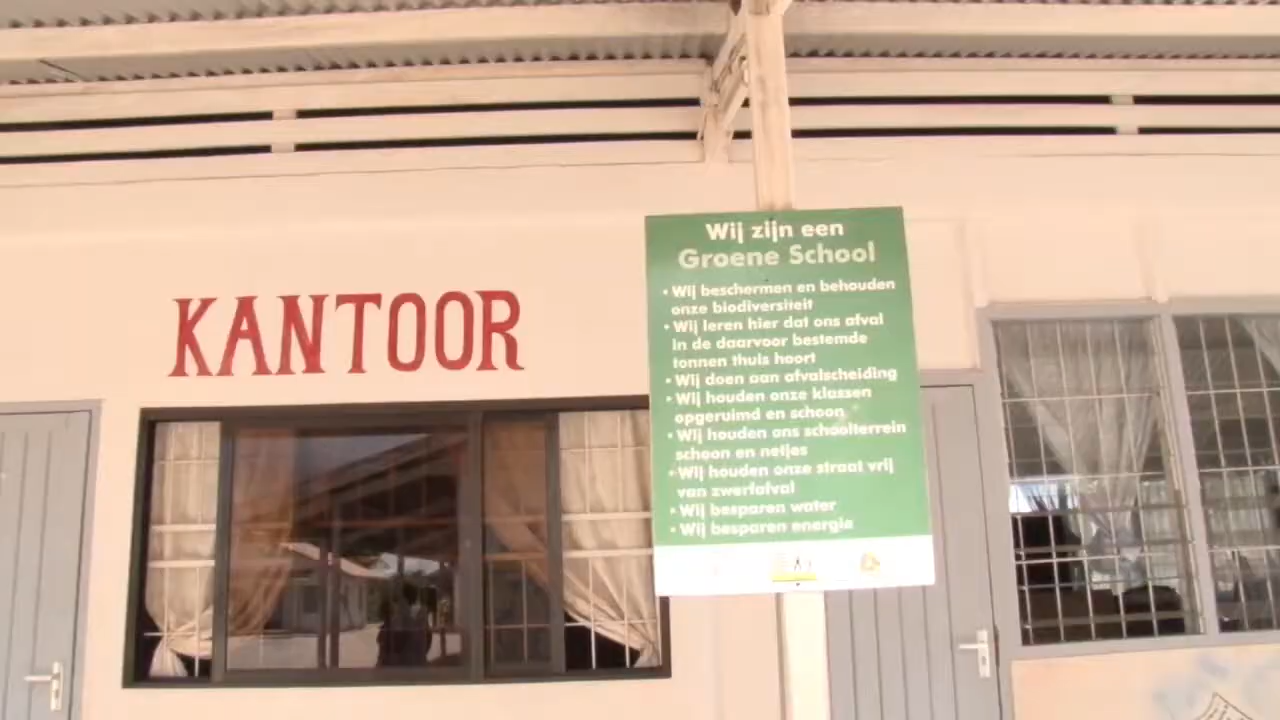 KANTOOR
Wij zijn een
Groene School
• Wij beschermen en behouden
onze biodiversiteit
• Wij leren hier dat ons afval
in de daarvoor bestemde
tonnen thuis hoort
• Wij doen aan afvalscheiding
• Wij houden onze klassen
opgeruimd en schoon
• Wij houden ons schoolterrein
schoon en netjes
• Wij houden onze straat vrij
van zwerfafval
• Wij besparen water
• Wij besparen energie